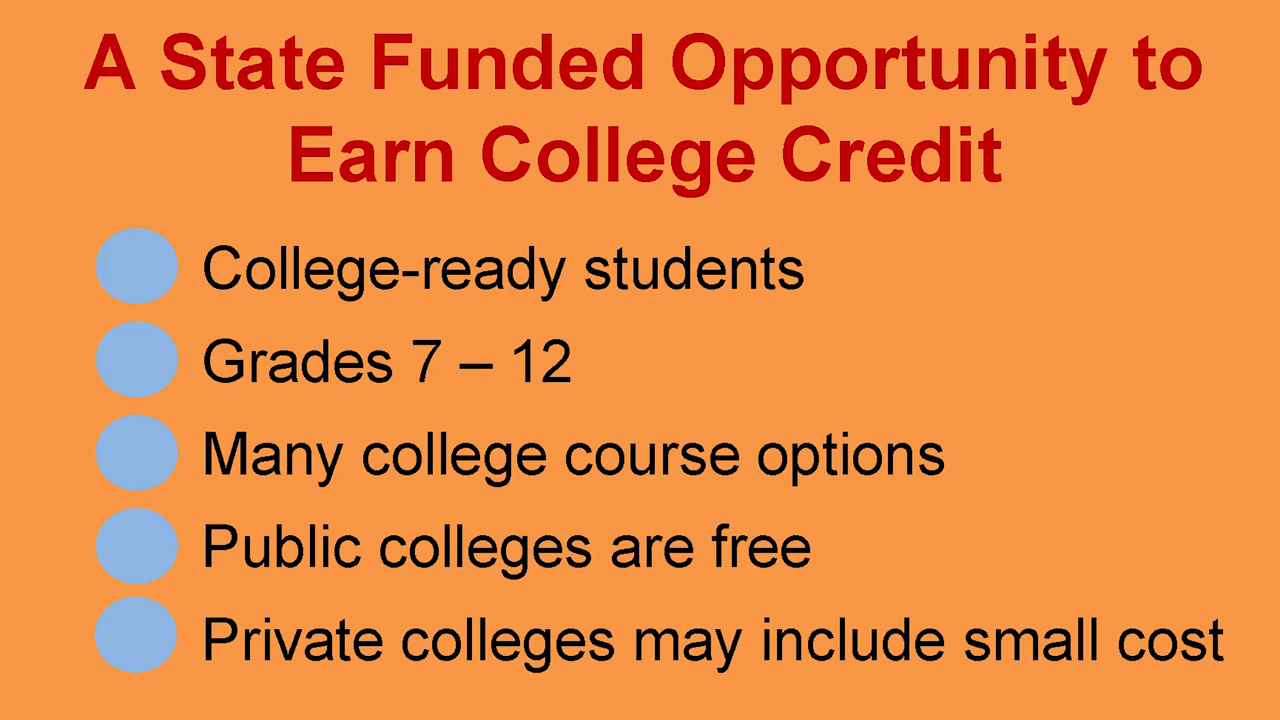 A State Funded Opportunity to
Earn College Credit
College-ready students
Grades 7 – 12
Many college course options
Public colleges are free
Private colleges may include small cost